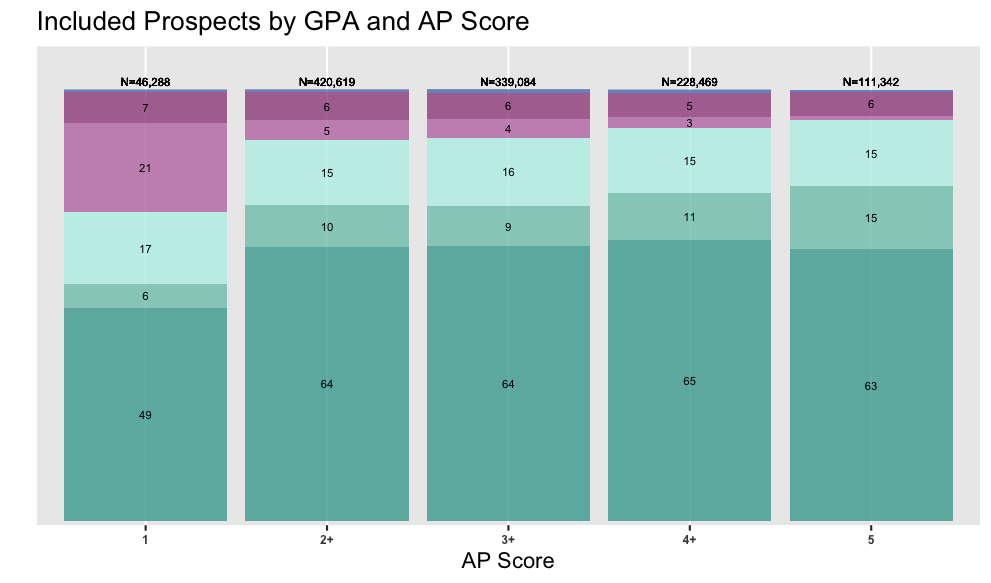 Included Prospects by GPA and AP Score
N=46,288 N=420,619 N=339,084 N=228,469 N=111,342
7 6 6 5 6
21 5 4 3
17 15 16 15 15
6 10 9 11 15
49 64 64 65 63
1 2+ 3+ 4+ 5
AP Score